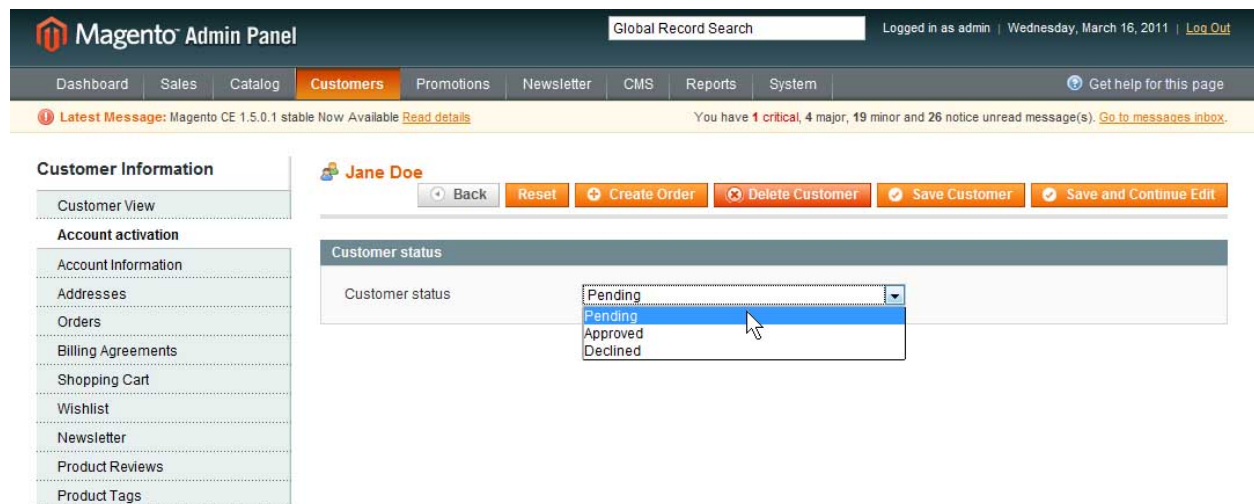 Magento Admin Panel
Global Record Search
Logged in as admin | Wednesday, March 16, 2011 | Log Out
Dashboard Sales Catalog Customers Promotions Newsletter CMS Reports System Get help for this page
Latest Message: Magento CE 1.5.0.1 stable Now Available Read details
You have 1 critical, 4 major, 19 minor and 26 notice unread message(s). Go to messages inbox.
Customer Information
Customer View
Account activation
Account Information
Addresses
Orders
Billing Agreements
Shopping Cart
Wishlist
Newsletter
Product Reviews
Product Tags
Jane Doe
Back Reset Create Order Delete Customer Save Customer Save and Continue Edit
Customer status
Customer status Pending
Pending
Approved
Declined